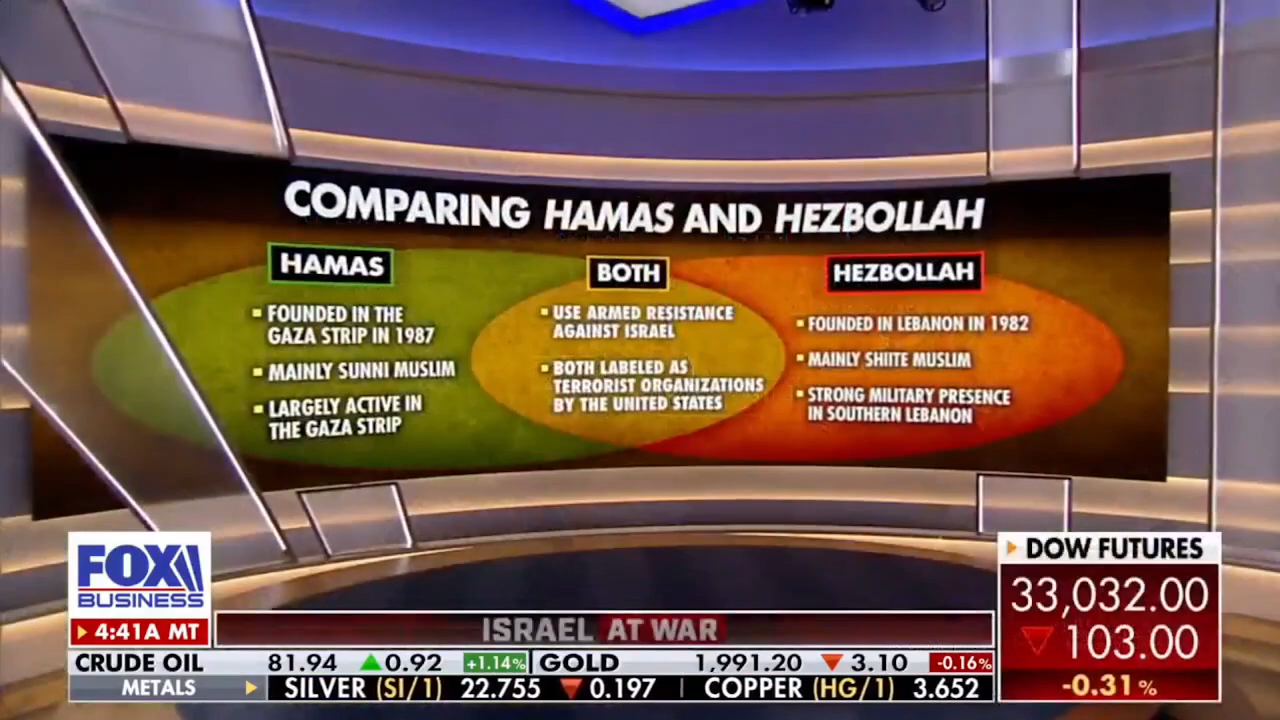 COMPARING HAMAS AND HEZBOLLAH
HAMAS
▪ FOUNDED IN THE
GAZA STRIP IN 1987
▪ MAINLY SUNNI MUSLIM
▪ LARGELY ACTIVE IN
THE GAZA STRIP
BOTH
▪ USE ARMED RESISTANCE
AGAINST ISRAEL
▪ BOTH LABELED AS
TERRORIST ORGANIZATIONS
BY THE UNITED STATES
HEZBOLLAH
▪ FOUNDED IN LEBANON IN 1982
▪ MAINLY SHIITE MUSLIM
▪ STRONG MILITARY PRESENCE
IN SOUTHERN LEBANON
FOX
BUSINESS
4:41A MT
ISRAEL AT WAR
CRUDE OIL 81.94 ▲ 0.92 +1.14% GOLD 1,991.20 ▼ 3.10 -0.16%
METALS SILVER (SI/1) 22.755 ▼ 0.197 | COPPER (HG/1) 3.652
DOW FUTURES
33,032.00
▼ 103.00
-0.31%